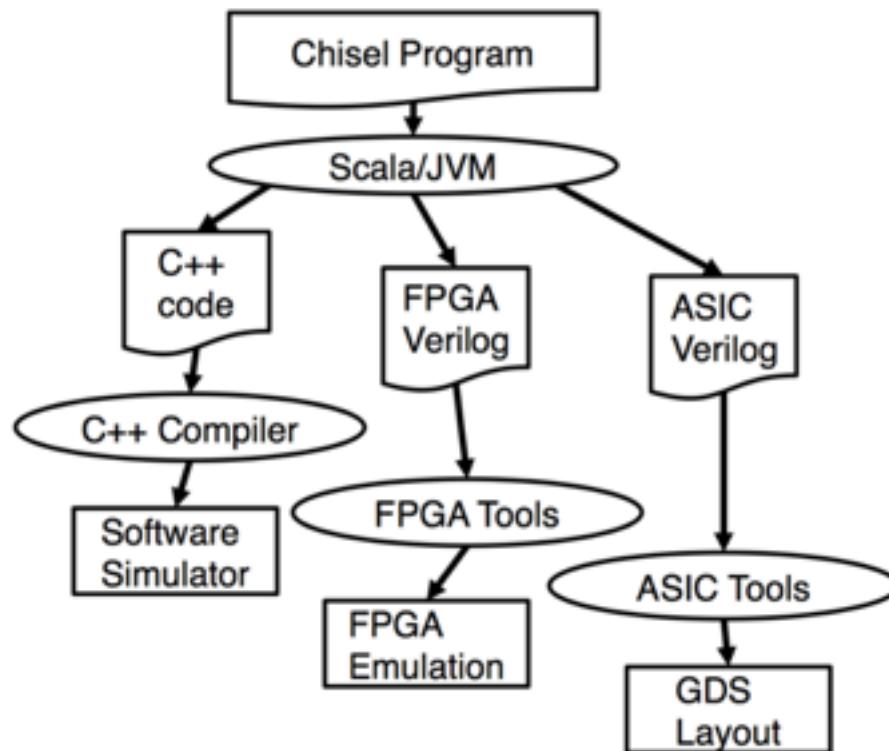 Chisel Program
Scala/JVM
C++
code
FPGA
Verilog
ASIC
Verilog
C++ Compiler
FPGA Tools
Software
Simulator
ASIC Tools
FPGA
Emulation
GDS
Layout